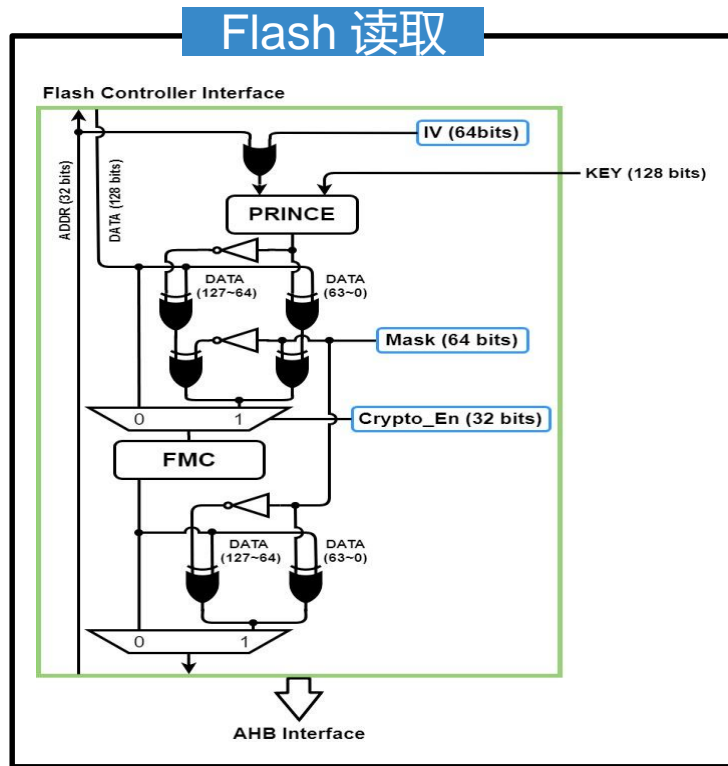 Flash 读取
Flash Controller Interface
IV (64bits)
KEY (128 bits)
ADDR (32 bits)
DATA (128 bits)
PRINCE
DATA
(127~64)
DATA
(63~0)
Mask (64 bits)
0
1
Crypto_En (32 bits)
FMC
DATA
(127~64)
DATA
(63~0)
0
1
AHB Interface